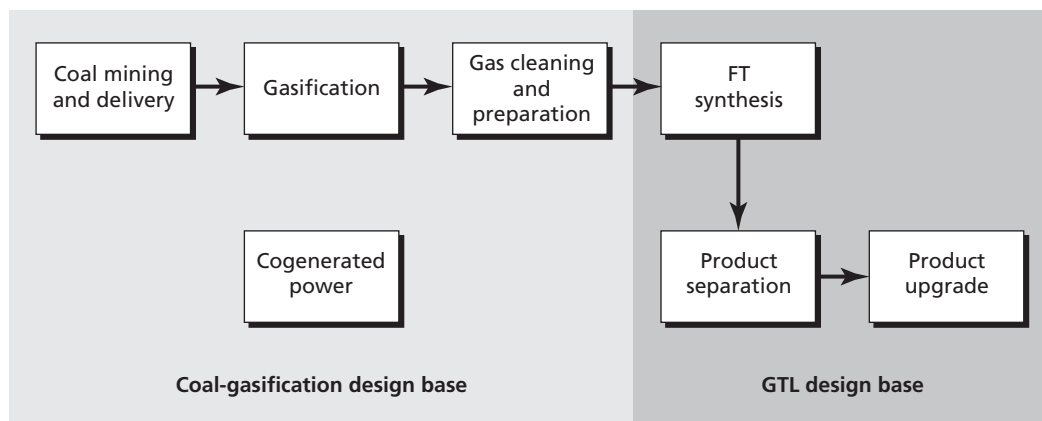 Coal mining
and delivery
Gasification
Gas cleaning
and
preparation
FT
synthesis
Cogenerated
power
Product
separation
Product
upgrade
Coal-gasification design base
GTL design base